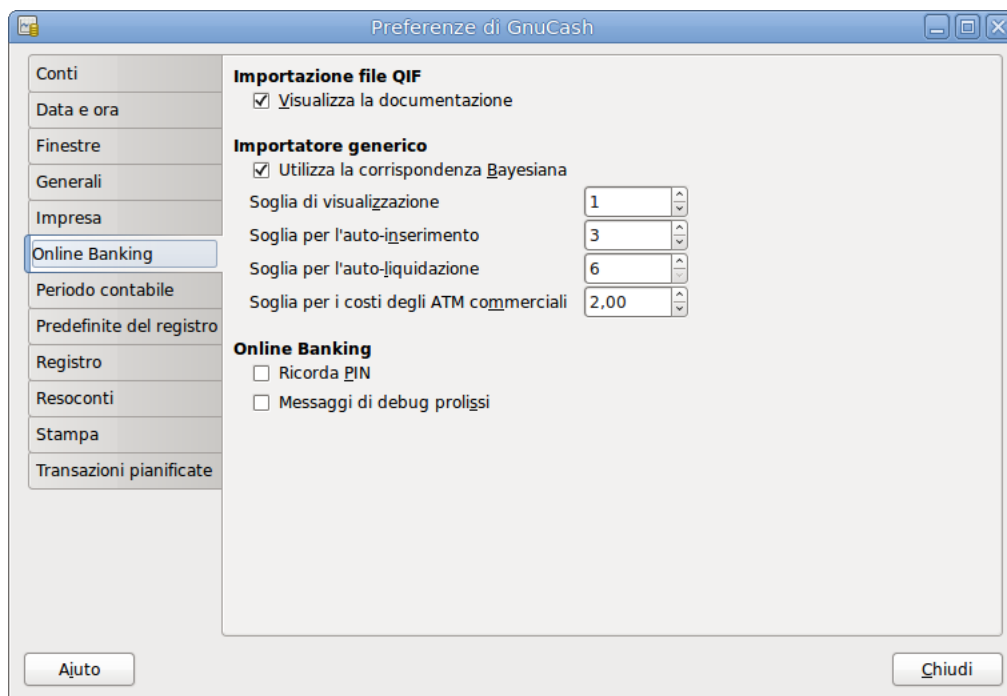 Preferenze di GnuCash
Conti
Data e ora
Finestre
Generali
Impresa
Online Banking
Periodo contabile
Predefinite del registro
Registro
Resoconti
Stampa
Transazioni pianificate
Importazione file QIF
Visualizza la documentazione
Importatore generico
Utilizza la corrispondenza Bayesiana
Soglia di visualizzazione 1
Soglia per l'auto-inserimento 3
Soglia per l'auto-liquidazione 6
Soglia per i costi degli ATM commerciali 2,00
Online Banking
Ricorda PIN
Messaggi di debug prolissi
Aiuto
Chiudi